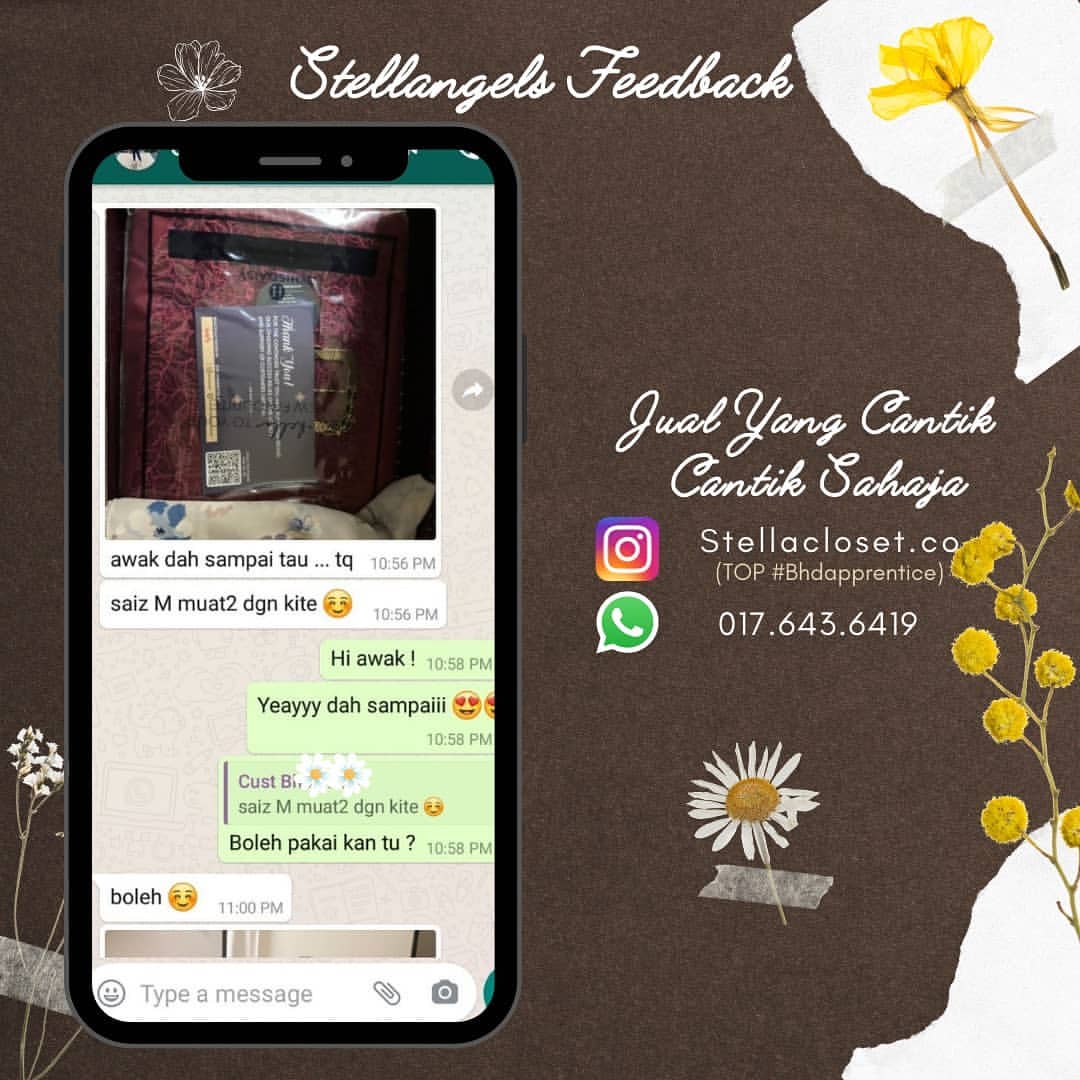 Stellangels Feedback
Thank You!
awak dah sampai tau ... tq 10:56 PM
saiz M muat2 dgn kite ☺️ 10:56 PM
Hi awak ! 10:58 PM
Yeayyy dah sampaiii 😍😍
10:58 PM
Cust
saiz M muat2 dgn kite ☺️
Boleh pakai kan tu ? 10:58 PM
boleh ☺️ 11:00 PM
Type a message
Jual Yang Cantik
Cantik Sahaja
Stellacloset.co
(TOP #Bhdapprentice)
017.643.6419